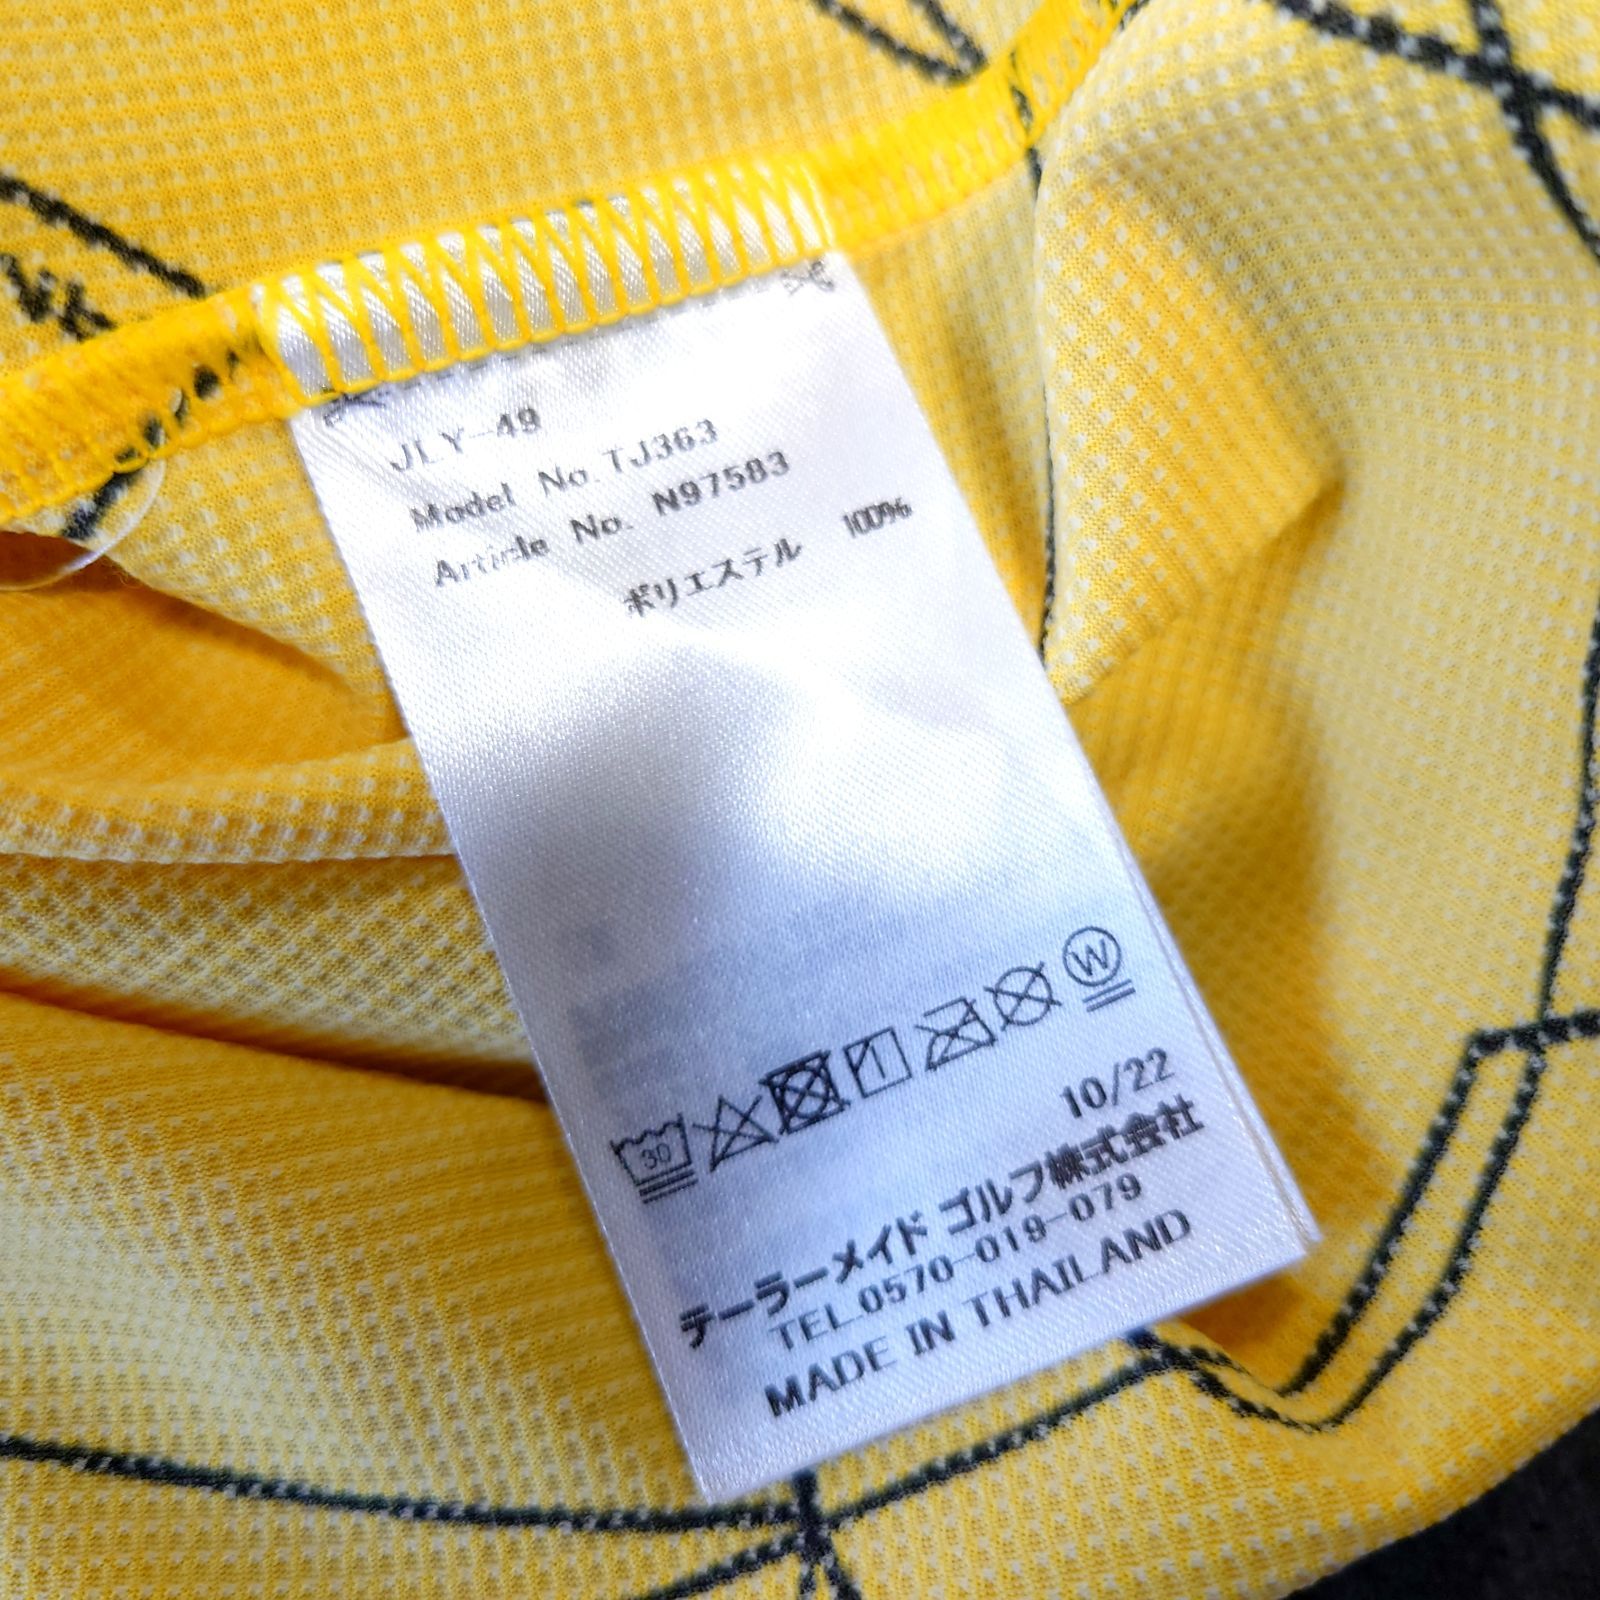 JLY-49
Model No. TJ363
Article No. N97583
ポリエステル 100%
30
W
10/22
テーラーメイド ゴルフ株式会社
TEL.0570-019-079
MADE IN THAILAND